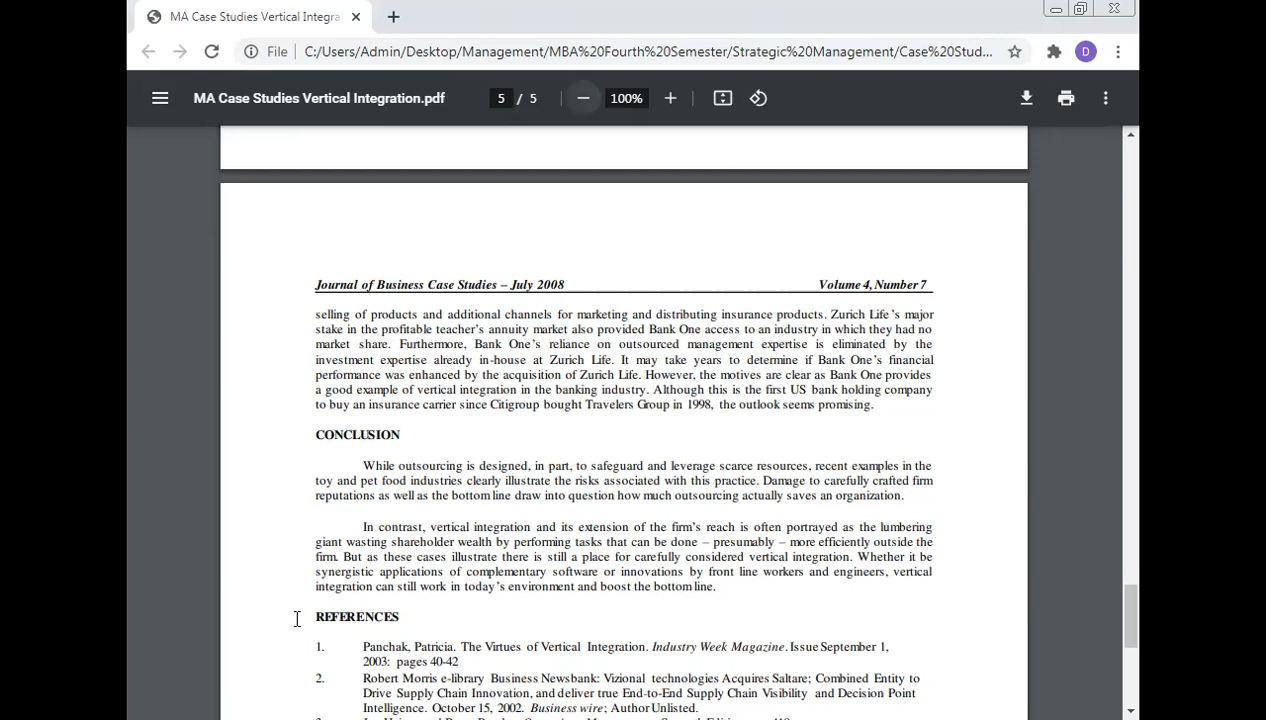 MA Case Studies Vertical Integra
File C:/Users/Admin/Desktop/Management/MBA%20Fourth%20Semester/Strategic%20Management/Case%20Stud... D
MA Case Studies Vertical Integration.pdf 5 / 5 100%
Journal of Business Case Studies – July 2008 Volume 4, Number 7
selling of products and additional channels for marketing and distributing insurance products. Zurich Life's major
stake in the profitable teacher's annuity market also provided Bank One access to an industry in which they had no
market share. Furthermore, Bank One's reliance on outsourced management expertise is eliminated by the
investment expertise already in-house at Zurich Life. It may take years to determine if Bank One's financial
performance was enhanced by the acquisition of Zurich Life. However, the motives are clear as Bank One provides
a good example of vertical integration in the banking industry. Although this is the first US bank holding company
to buy an insurance carrier since Citigroup bought Travelers Group in 1998, the outlook seems promising.
CONCLUSION
While outsourcing is designed, in part, to safeguard and leverage scarce resources, recent examples in the
toy and pet food industries clearly illustrate the risks associated with this practice. Damage to carefully crafted firm
reputations as well as the bottom line draw into question how much outsourcing actually saves an organization.
In contrast, vertical integration and its extension of the firm's reach is often portrayed as the lumbering
giant wasting shareholder wealth by performing tasks that can be done – presumably – more efficiently outside the
firm. But as these cases illustrate there is still a place for carefully considered vertical integration. Whether it be
synergistic applications of complementary software or innovations by front line workers and engineers, vertical
integration can still work in today's environment and boost the bottom line.
REFERENCES
1. Panchak, Patricia. The Virtues of Vertical Integration. Industry Week Magazine. Issue September 1,
2003: pages 40-42
2. Robert Morris e-library Business Newsbank: Vizional technologies Acquires Saltare; Combined Entity to
Drive Supply Chain Innovation, and deliver true End-to-End Supply Chain Visibility and Decision Point
Intelligence. October 15, 2002. Business wire; Author Unlisted.